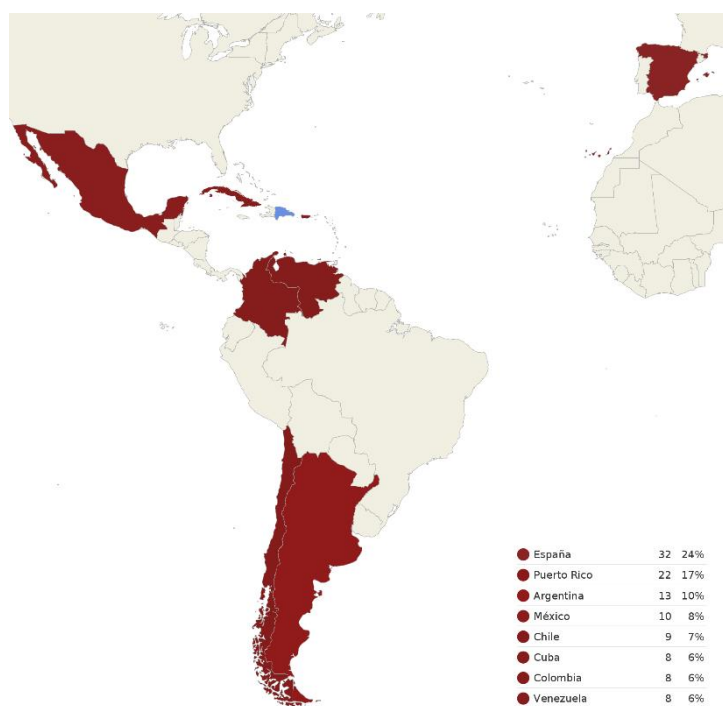 España 32 24%
Puerto Rico 22 17%
Argentina 13 10%
México 10 8%
Chile 9 7%
Cuba 8 6%
Colombia 8 6%
Venezuela 8 6%